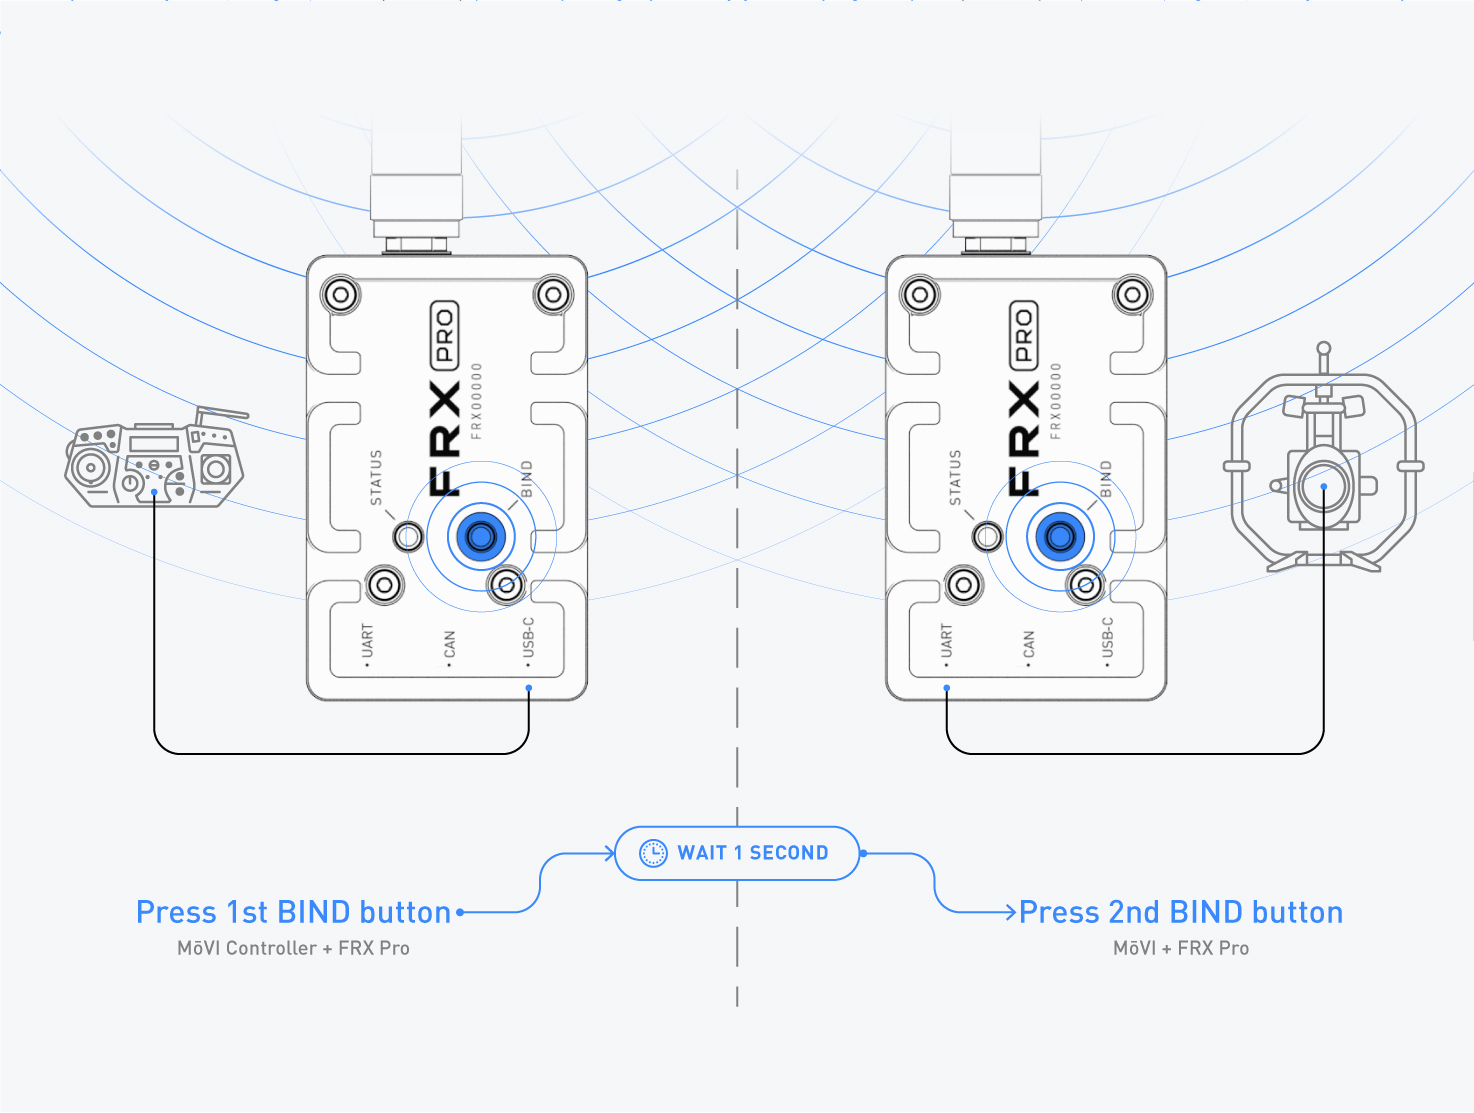 FRX PRO
FRX00000
STATUS
BIND
UART
CAN
USB-C
FRX PRO
FRX00000
STATUS
BIND
UART
CAN
USB-C
WAIT 1 SECOND
Press 1st BIND button
MōVI Controller + FRX Pro
Press 2nd BIND button
MōVI + FRX Pro